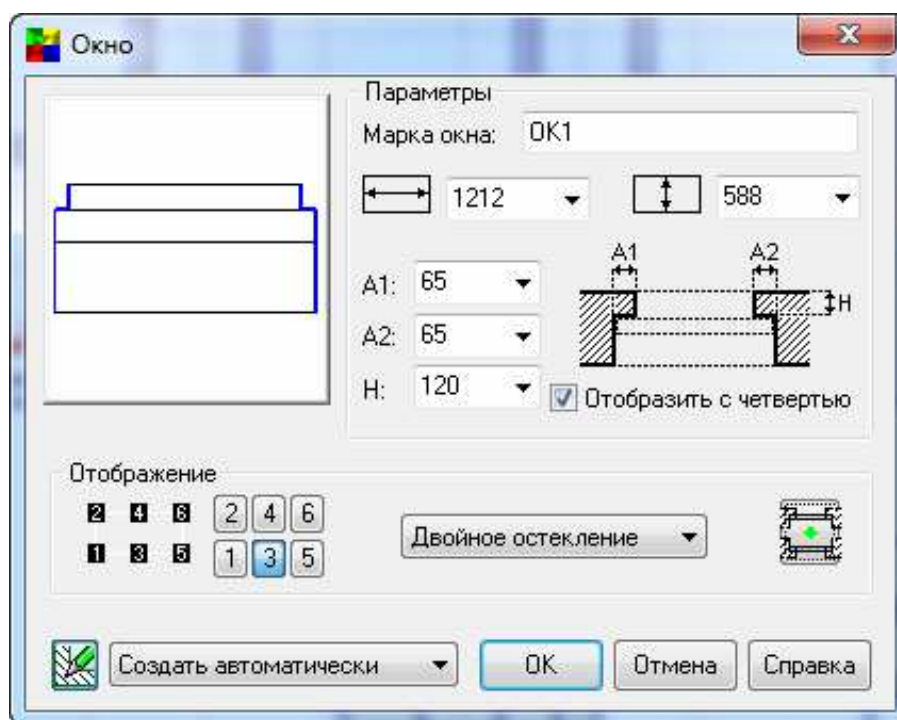 Окно
Параметры
Марка окна: ОК1
1212 588
A1: 65
A2: 65
H: 120
A1 A2
H
Отобразить с четвертью
Отображение
2 4 6 2 4 6
1 3 5 1 3 5
Двойное остекление
Создать автоматически OK Отмена Справка